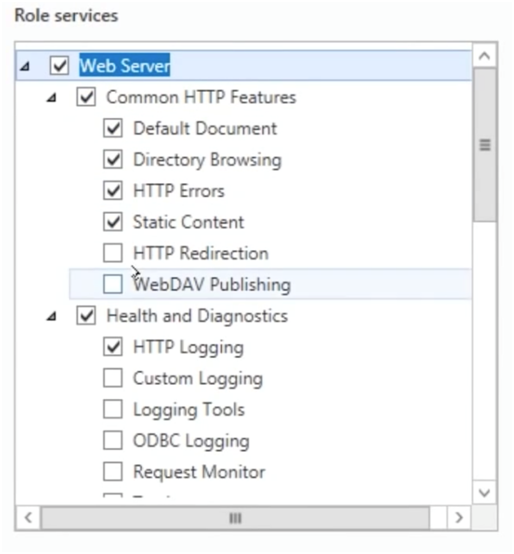 Role services
Web Server
Common HTTP Features
Default Document
Directory Browsing
HTTP Errors
Static Content
HTTP Redirection
WebDAV Publishing
Health and Diagnostics
HTTP Logging
Custom Logging
Logging Tools
ODBC Logging
Request Monitor